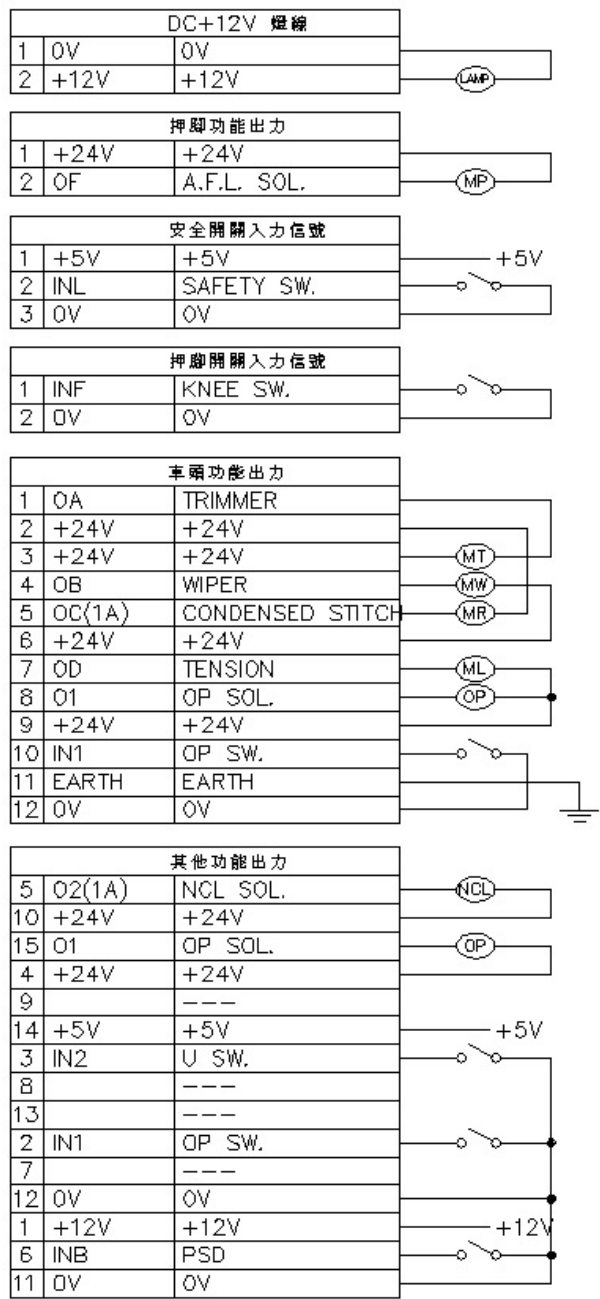 DC+12V 燈線
1 0V 0V
2 +12V +12V LAMP
押腳功能出力
1 +24V +24V
2 OF A.F.L. SOL. MP
安全開關入力信號
1 +5V +5V +5V
2 INL SAFETY SW.
3 0V 0V
押腳開關入力信號
1 INF KNEE SW.
2 0V 0V
車頭功能出力
1 OA TRIMMER
2 +24V +24V
3 +24V +24V MT
4 OB WIPER MW
5 OC(1A) CONDENSED STITCH MR
6 +24V +24V
7 OD TENSION ML
8 O1 OP SOL. OP
9 +24V +24V
10 IN1 OP SW.
11 EARTH EARTH
12 0V 0V
其他功能出力
5 O2(1A) NCL SOL. NCL
10 +24V +24V
15 O1 OP SOL. OP
4 +24V +24V
9 ---
14 +5V +5V +5V
3 IN2 U SW.
8 ---
13 ---
2 IN1 OP SW.
7 ---
12 0V 0V
1 +12V +12V +12V
6 INB PSD
11 0V 0V